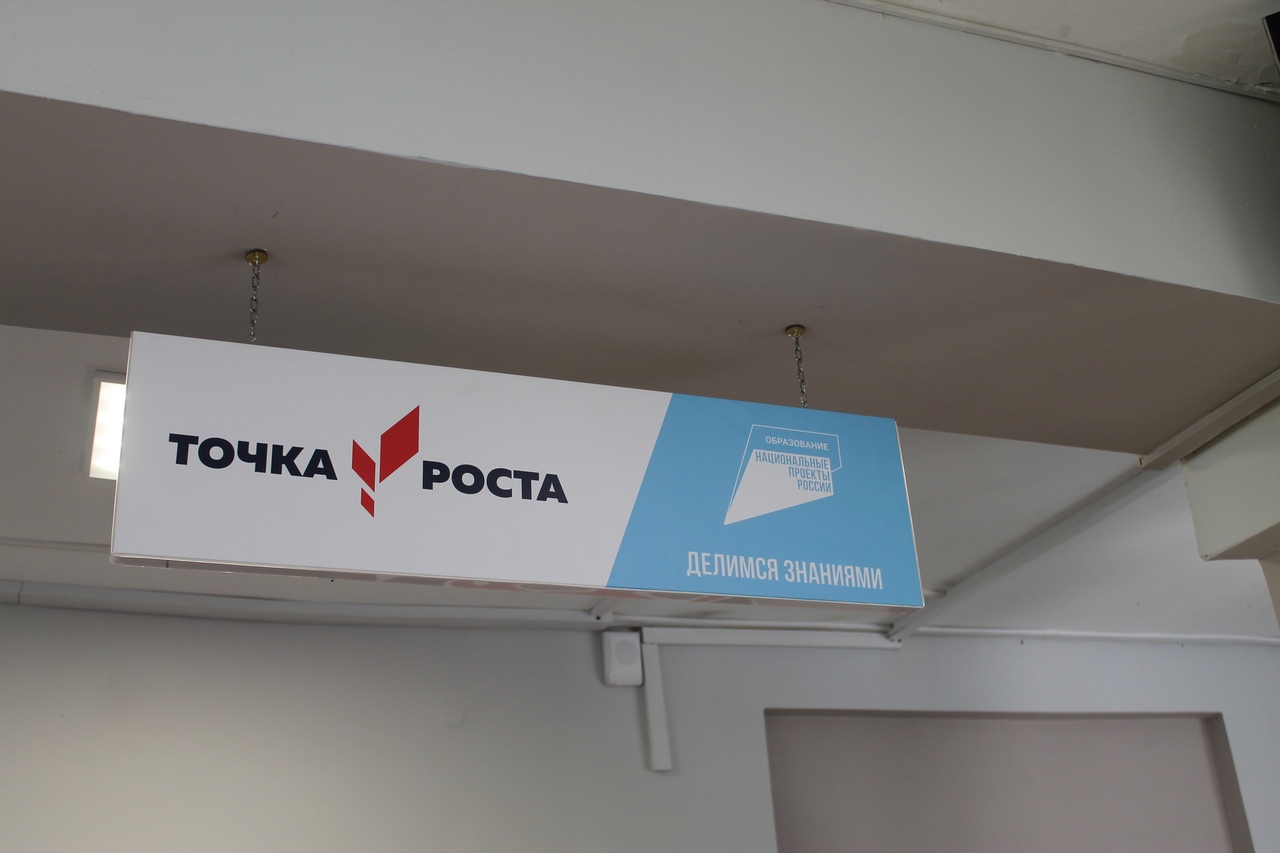 ТОЧКА РОСТА
ОБРАЗОВАНИЕ
НАЦИОНАЛЬНЫЕ
ПРОЕКТЫ
РОССИИ
ДЕЛИМСЯ ЗНАНИЯМИ